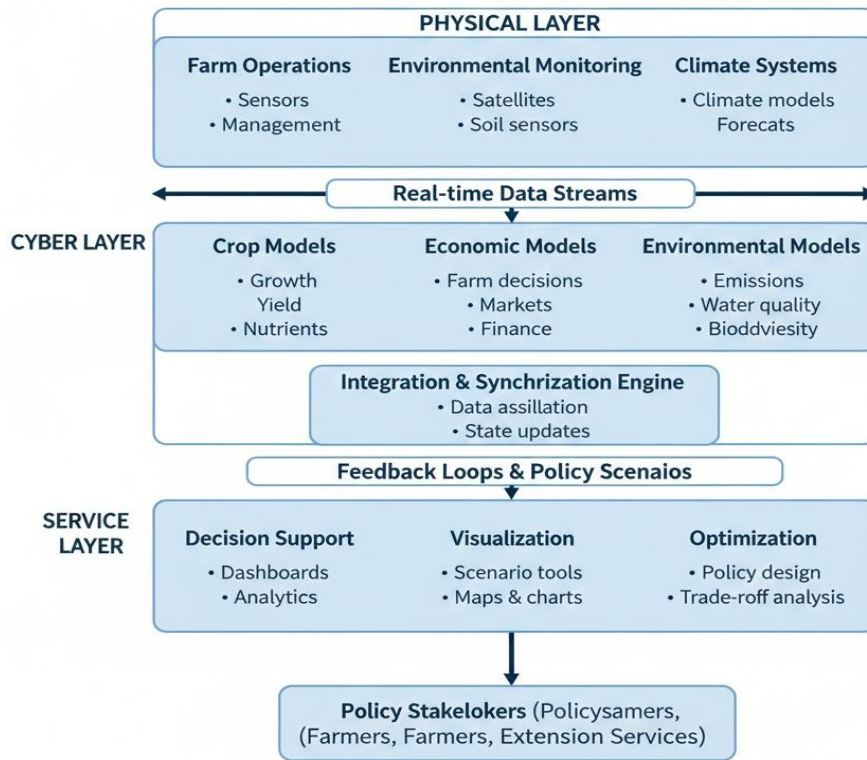 PHYSICAL LAYER
Farm Operations
• Sensors
• Management
Environmental Monitoring
• Satellites
• Soil sensors
Climate Systems
• Climate models
Forecats
Real-time Data Streams
CYBER LAYER
Crop Models
• Growth
Yield
• Nutrients
Economic Models
• Farm decisions
• Markets
• Finance
Environmental Models
• Emissions
• Water quality
• Bioddviesity
Integration & Synchrization Engine
• Data assillation
• State updates
Feedback Loops & Policy Scenaios
SERVICE
LAYER
Decision Support
• Dashboards
• Analytics
Visualization
• Scenario tools
• Maps & charts
Optimization
• Policy design
• Trade-roff analysis
Policy Stakelokers (Policysamers,
(Farmers, Farmers, Extension Services)